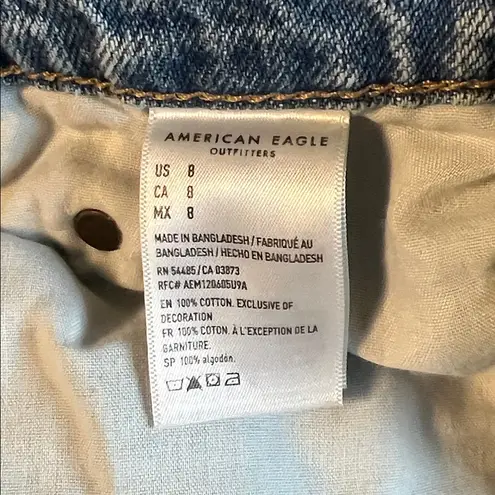 AMERICAN EAGLE
OUTFITTERS
US 8
CA 8
MX 8
MADE IN BANGLADESH / FABRIQUÉ AU
BANGLADESH / HECHO EN BANGLADESH
RN 54485 / CA 03873
RFC# AEM120605U9A
EN 100% COTTON. EXCLUSIVE OF
DECORATION
FR 100% COTON. À L'EXCEPTION DE LA
GARNITURE.
SP 100% algodón.